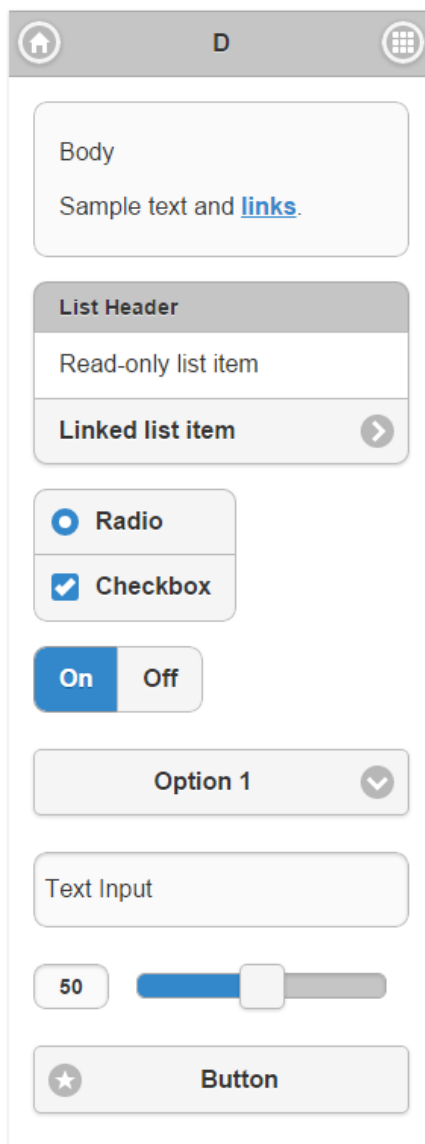 D
Body
Sample text and links.
List Header
Read-only list item
Linked list item
Radio
Checkbox
On Off
Option 1
Text Input
50
Button